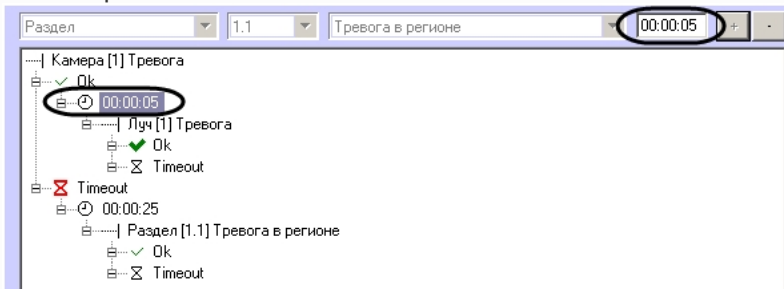 Раздел 1.1 Тревога в регионе 00:00:05 + -
Камера [1] Тревога
Ok
00:00:05
Луч [1] Тревога
Ok
Timeout
Timeout
00:00:25
Раздел [1.1] Тревога в регионе
Ok
Timeout